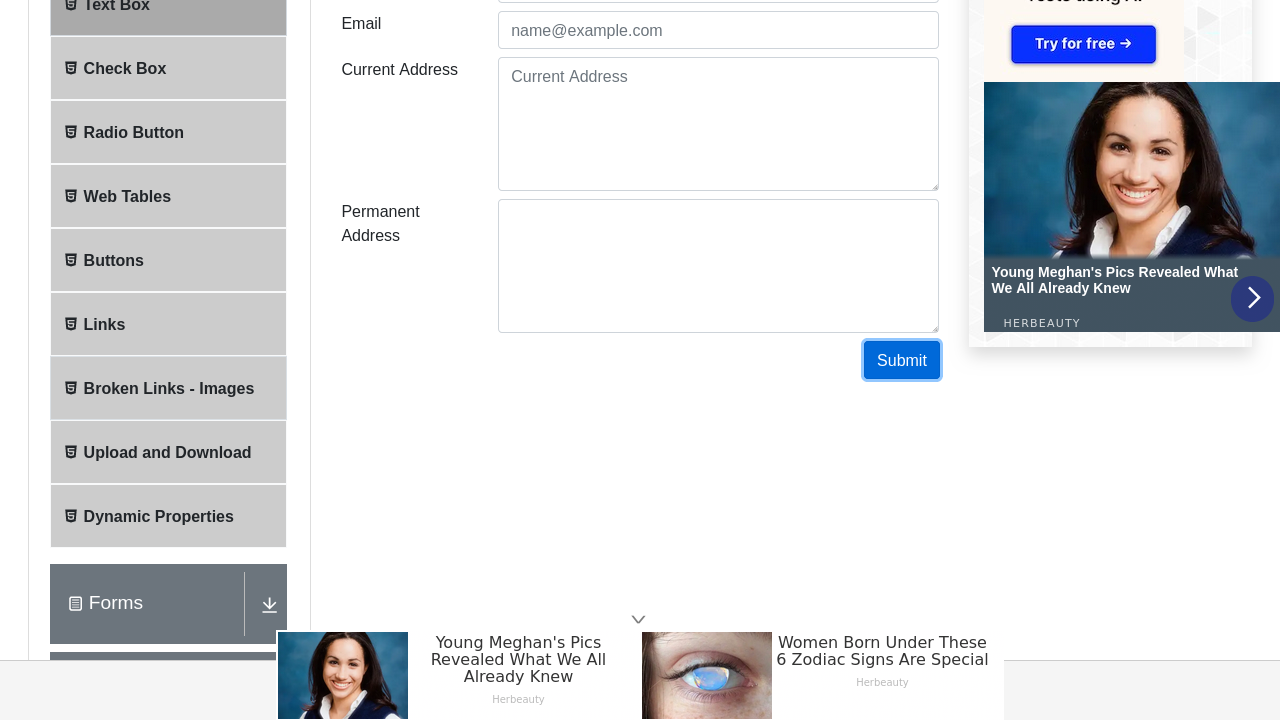 Text Box
Check Box
Radio Button
Web Tables
Buttons
Links
Broken Links - Images
Upload and Download
Dynamic Properties
Forms
Email
name@example.com
Current Address
Current Address
Permanent
Address
Submit
Try for free →
Young Meghan's Pics Revealed What
We All Already Knew
HERBEAUTY
Young Meghan's Pics
Revealed What We All
Already Knew
Herbeauty
Women Born Under These
6 Zodiac Signs Are Special
Herbeauty